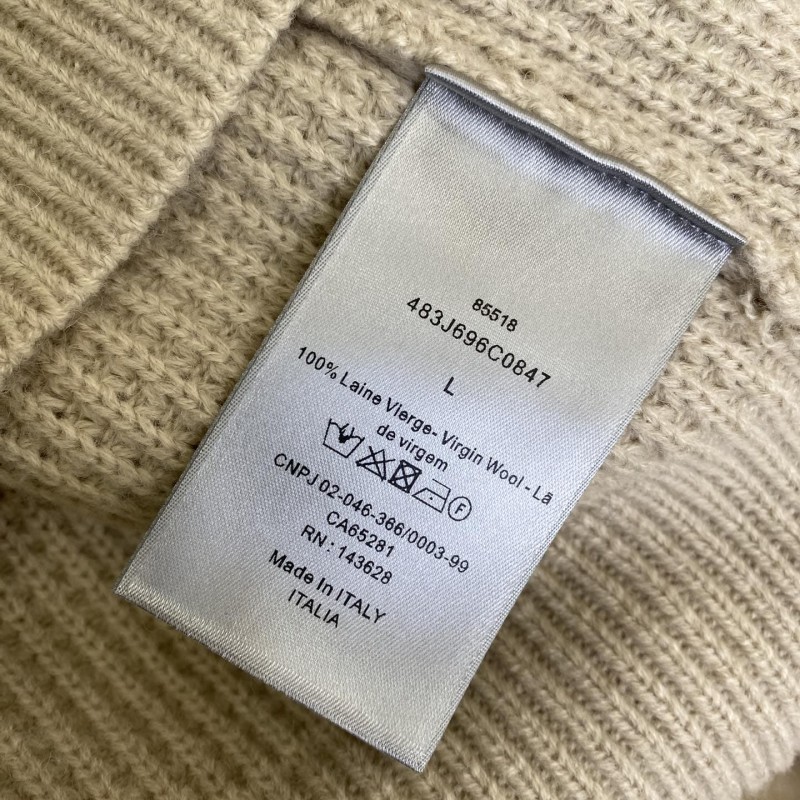 85518
483J696C0847
L
100% Laine Vierge- Virgin Wool - Lã
de virgem
F
CNPJ 02-046-366/0003-99
CA65281
RN : 143628
Made In ITALY
ITALIA